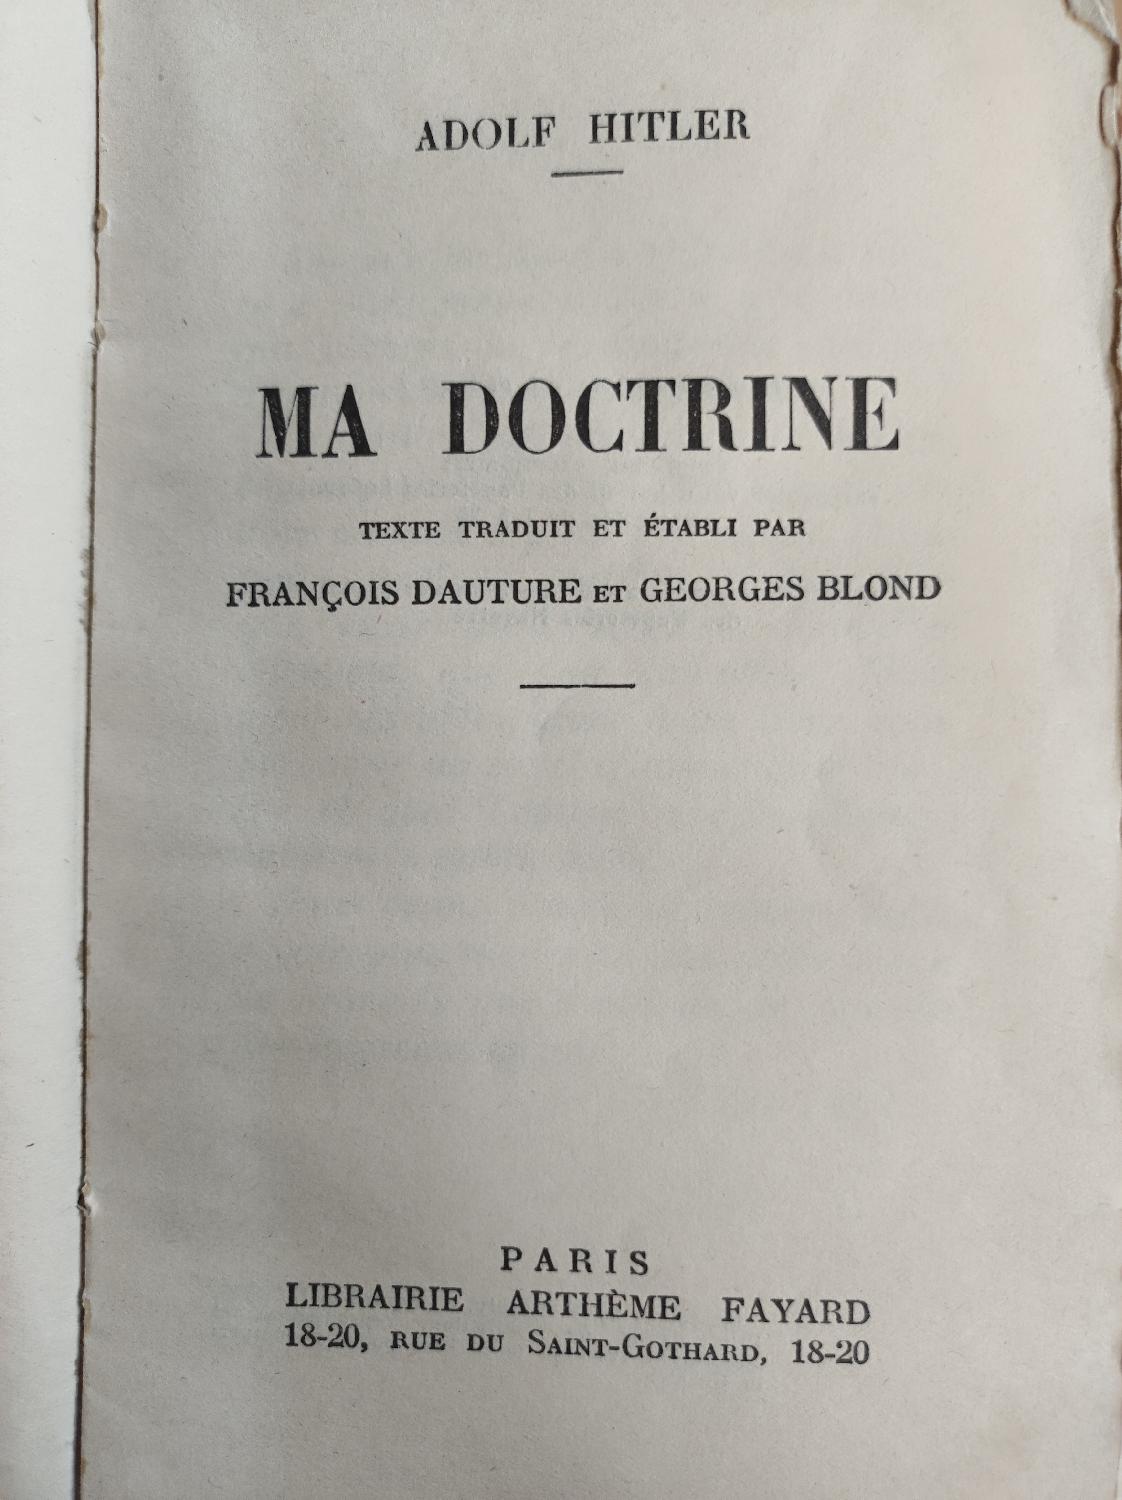 ADOLF HITLER
MA DOCTRINE
TEXTE TRADUIT ET ÉTABLI PAR
FRANÇOIS DAUTURE ET GEORGES BLOND
PARIS
LIBRAIRIE ARTHÈME FAYARD
18-20, RUE DU SAINT-GOTHARD, 18-20